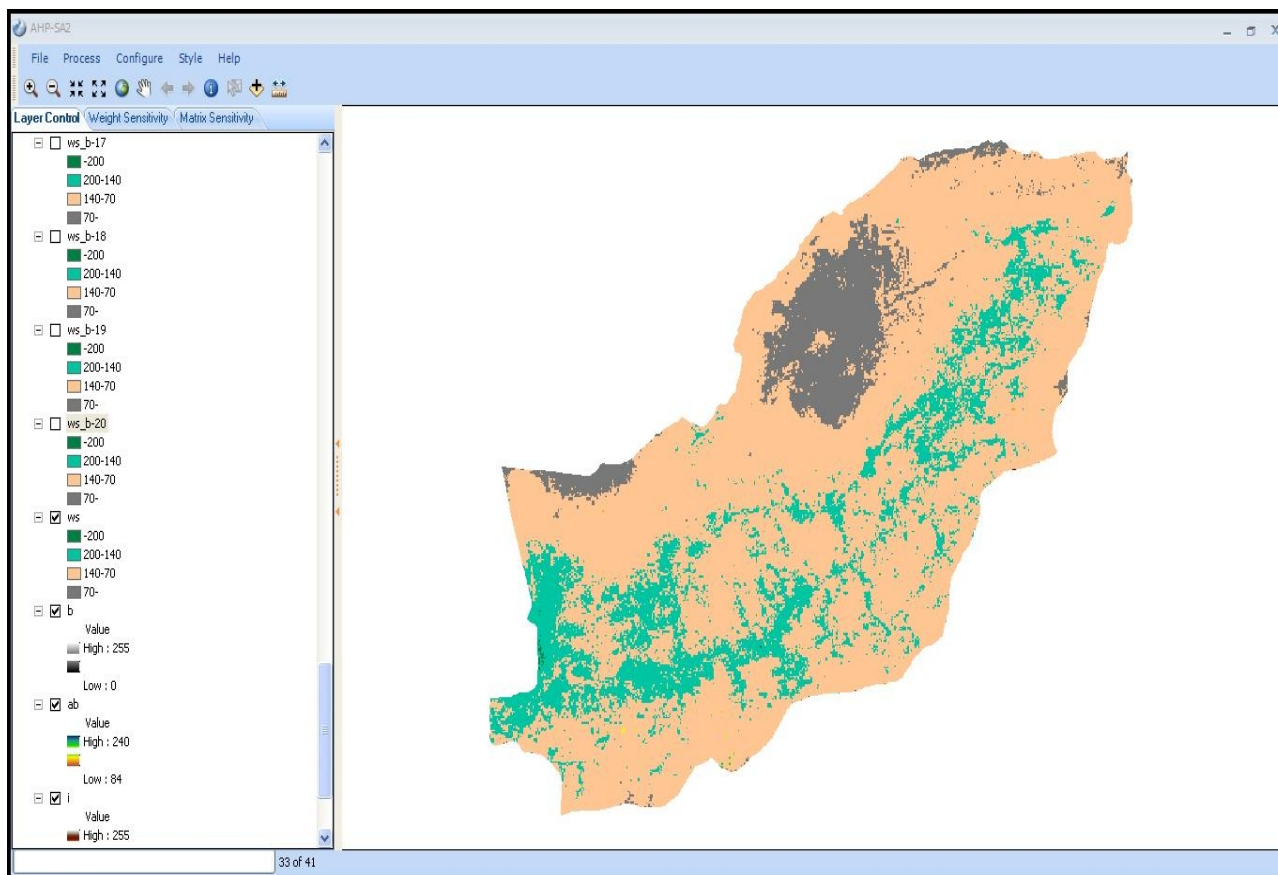 AHP-SA2
File Process Configure Style Help
Layer Control Weight Sensitivity Matrix Sensitivity
ws_b-17
-200
200-140
140-70
70-
ws_b-18
-200
200-140
140-70
70-
ws_b-19
-200
200-140
140-70
70-
ws_b-20
-200
200-140
140-70
70-
ws
-200
200-140
140-70
70-
b
Value
High : 255
Low : 0
ab
Value
High : 240
Low : 84
i
Value
High : 255
33 of 41